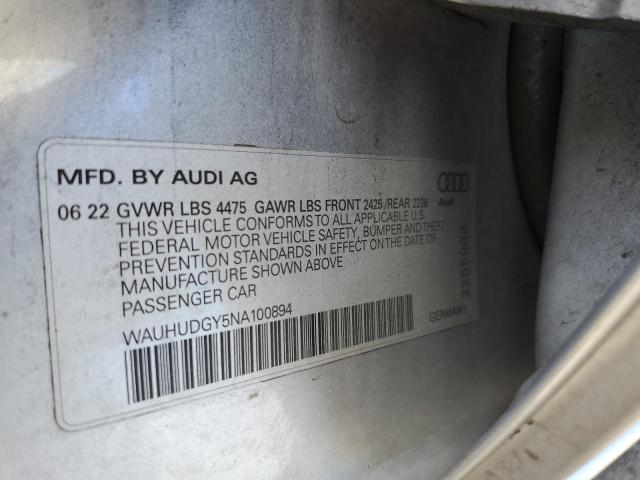 MFD. BY AUDI AG
06 22 GVWR LBS 4475 GAWR LBS FRONT 2425/REAR 2238
THIS VEHICLE CONFORMS TO ALL APPLICABLE U.S.
FEDERAL MOTOR VEHICLE SAFETY, BUMPER AND THEFT
PREVENTION STANDARDS IN EFFECT ON THE DATE OF
MANUFACTURE SHOWN ABOVE
PASSENGER CAR
WAUHUDGY5NA100894
Audi
GERMANY